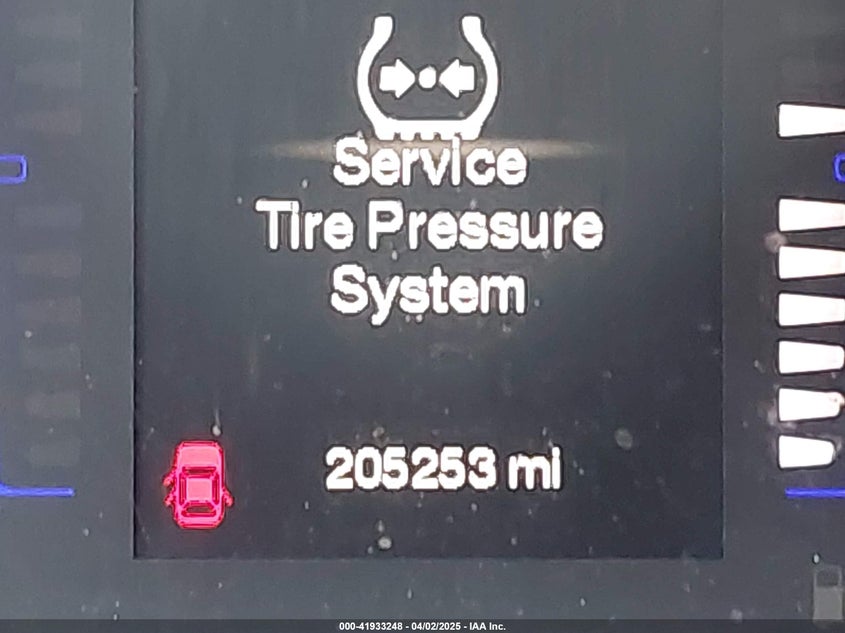 Service
Tire Pressure
System
205253 mi
000-41933248 - 04/02/2025 - IAA Inc.